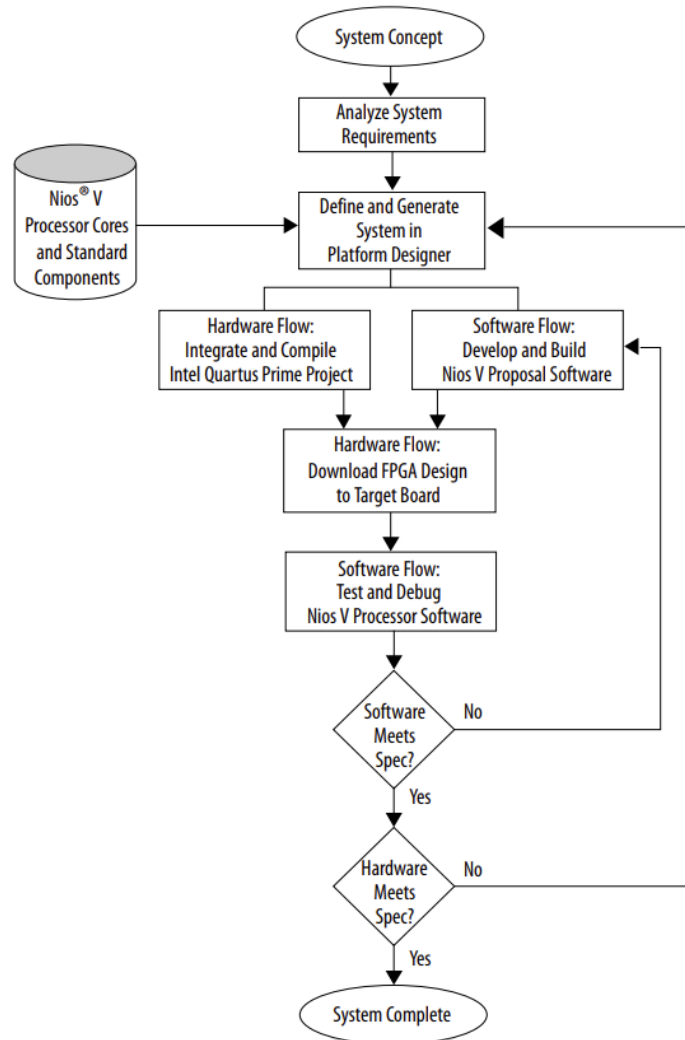 System Concept
Analyze System
Requirements
Nios® V
Processor Cores
and Standard
Components
Define and Generate
System in
Platform Designer
Hardware Flow:
Integrate and Compile
Intel Quartus Prime Project
Software Flow:
Develop and Build
Nios V Proposal Software
Hardware Flow:
Download FPGA Design
to Target Board
Software Flow:
Test and Debug
Nios V Processor Software
Software
Meets
Spec?
No
Yes
Hardware
Meets
Spec?
No
Yes
System Complete